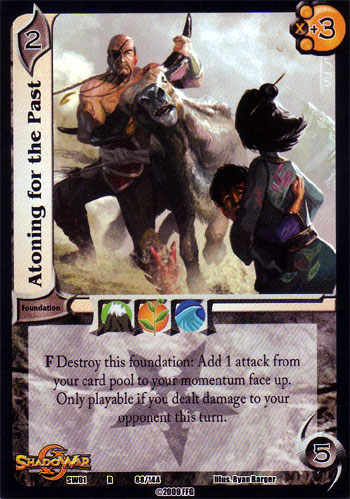 2
X +3
Atoning for the Past
Foundation
F Destroy this foundation: Add 1 attack from
your card pool to your momentum face up.
Only playable if you dealt damage to your
opponent this turn.
5
SHADOWAR
SW01 R 88/144 Illus. Ryan Barger
©2009 FFG